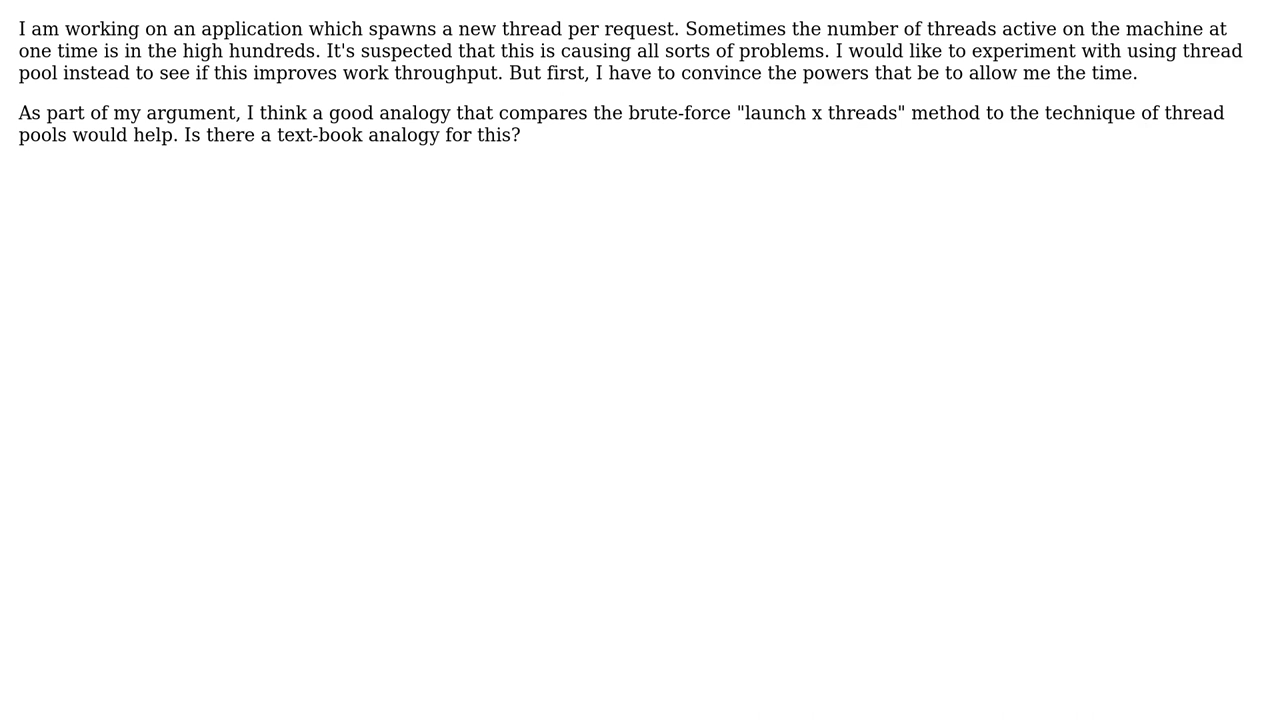 I am working on an application which spawns a new thread per request. Sometimes the number of threads active on the machine at
one time is in the high hundreds. It's suspected that this is causing all sorts of problems. I would like to experiment with using thread
pool instead to see if this improves work throughput. But first, I have to convince the powers that be to allow me the time.
As part of my argument, I think a good analogy that compares the brute-force "launch x threads" method to the technique of thread
pools would help. Is there a text-book analogy for this?